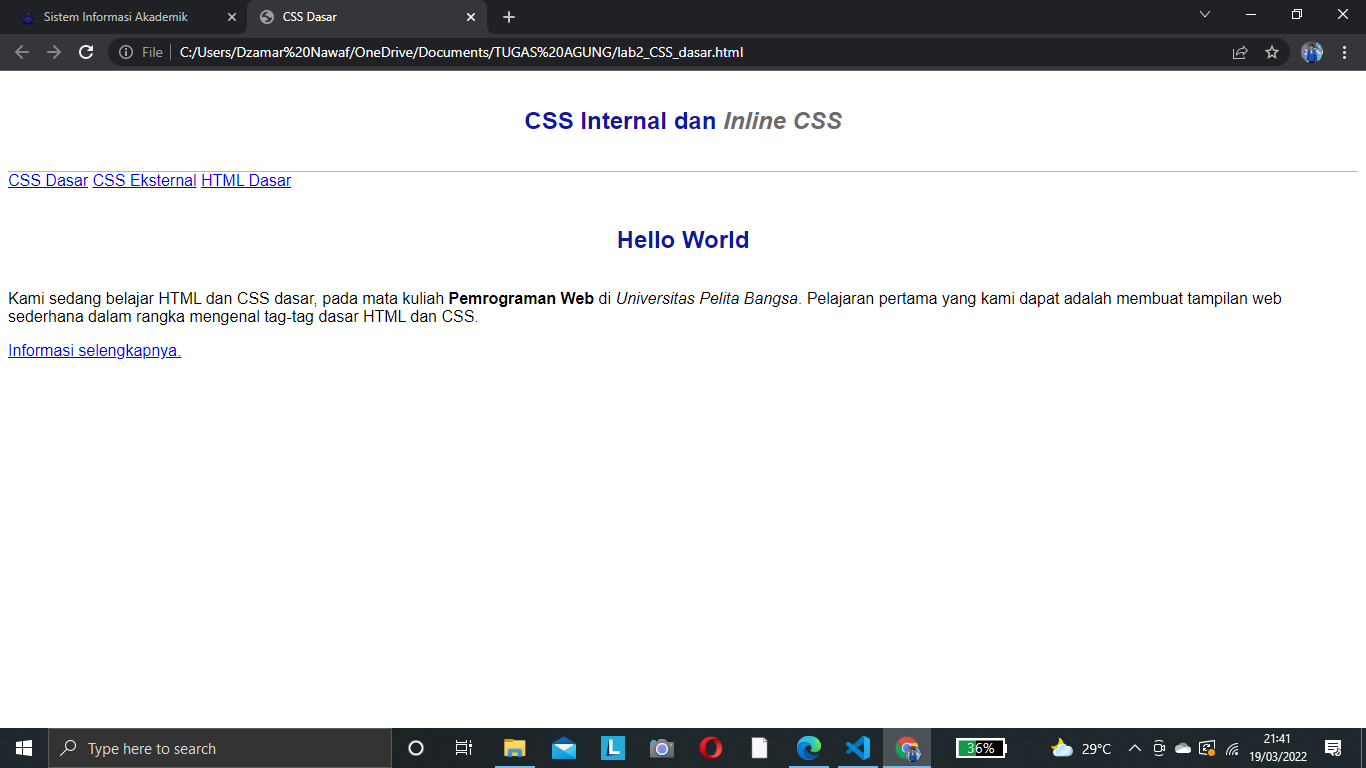 Sistem Informasi Akademik
CSS Dasar
File
C:/Users/Dzamar%20Nawaf/OneDrive/Documents/TUGAS%20AGUNG/lab2_CSS_dasar.html
CSS Internal dan Inline CSS
CSS Dasar CSS Eksternal HTML Dasar
Hello World
Kami sedang belajar HTML dan CSS dasar, pada mata kuliah Pemrograman Web di Universitas Pelita Bangsa. Pelajaran pertama yang kami dapat adalah membuat tampilan web
sederhana dalam rangka mengenal tag-tag dasar HTML dan CSS.
Informasi selengkapnya.
Type here to search
L
36%
29°C
21:41
19/03/2022